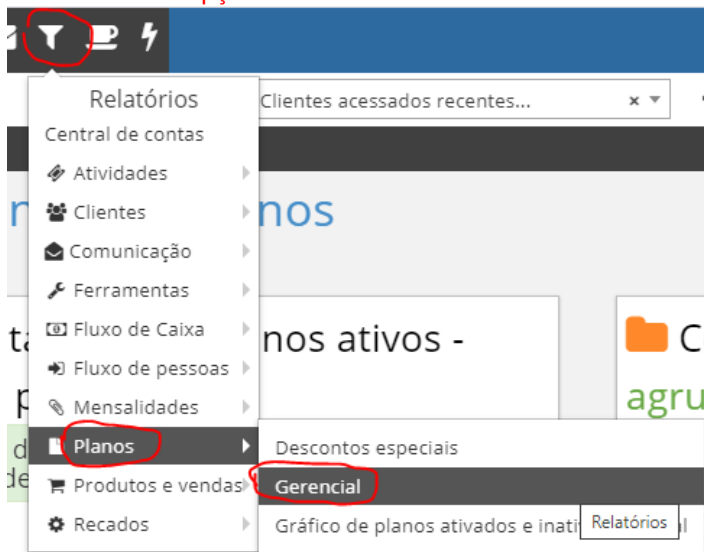 Relatórios
Clientes acessados recentes...
Central de contas
Atividades
Clientes
nos
Comunicação
Ferramentas
Fluxo de Caixa
nos ativos -
Fluxo de pessoas
agru
Mensalidades
Planos
Descontos especiais
Produtos e vendas
Gerencial
Recados
Gráfico de planos ativados e inati
Relatórios